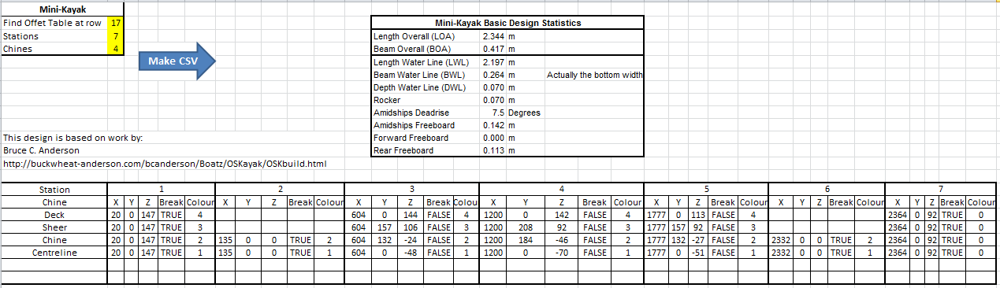 Mini-Kayak
Find Offet Table at row 17
Stations 7
Chines 4
Make CSV
Mini-Kayak Basic Design Statistics
Length Overall (LOA) 2.344 m
Beam Overall (BOA) 0.417 m
Length Water Line (LWL) 2.197 m
Beam Water Line (BWL) 0.264 m Actually the bottom width
Depth Water Line (DWL) 0.070 m
Rocker 0.070 m
Amidships Deadrise 7.5 Degrees
Amidships Freeboard 0.142 m
Forward Freeboard 0.000 m
Rear Freeboard 0.113 m
This design is based on work by:
Bruce C. Anderson
http://buckwheat-anderson.com/bcanderson/Boatz/OSKayak/OSKbuild.html
Station 1 2 3 4 5 6 7
Chine X Y Z Break Colour X Y Z Break Colour X Y Z Break Colour X Y Z Break Colour X Y Z Break Colour X Y Z Break Colour X Y Z Break Colour
Deck 20 0 147 TRUE 4 604 0 144 FALSE 4 1200 0 142 FALSE 4 1777 0 113 FALSE 4 2364 0 92 TRUE 0
Sheer 20 0 147 TRUE 3 604 157 106 FALSE 3 1200 208 92 FALSE 3 1777 157 92 FALSE 3 2364 0 92 TRUE 0
Chine 20 0 147 TRUE 2 135 0 0 TRUE 2 604 132 -24 FALSE 2 1200 184 -46 FALSE 2 1777 132 -27 FALSE 2 2332 0 0 TRUE 2 2364 0 92 TRUE 0
Centreline 20 0 147 TRUE 1 135 0 0 TRUE 1 604 0 -48 FALSE 1 1200 0 -70 FALSE 1 1777 0 -51 FALSE 1 2332 0 0 TRUE 1 2364 0 92 TRUE 0